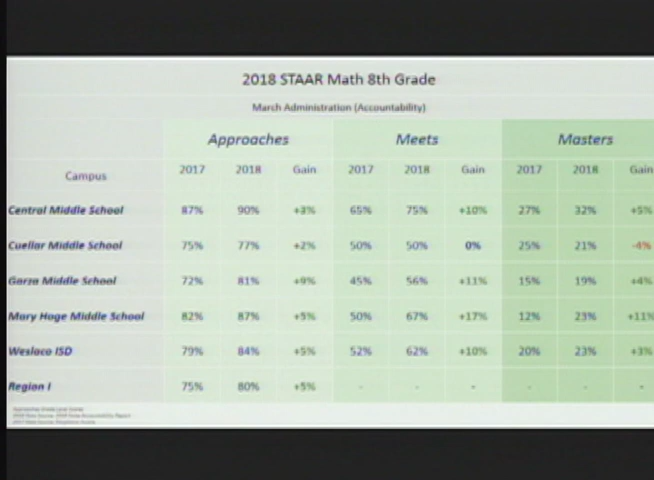 2018 STAAR Math 8th Grade
March Administration (Accountability)
Approaches Meets Masters
Campus 2017 2018 Gain 2017 2018 Gain 2017 2018 Gain
Central Middle School 87% 90% +3% 65% 75% +10% 27% 32% +5%
Cuellar Middle School 75% 77% +2% 50% 50% 0% 25% 21% -4%
Garza Middle School 72% 81% +9% 45% 56% +11% 15% 19% +4%
Mary Hoge Middle School 82% 87% +5% 50% 67% +17% 12% 23% +11%
Weslaco ISD 79% 84% +5% 52% 62% +10% 20% 23% +3%
Region I 75% 80% +5% - - - - - -